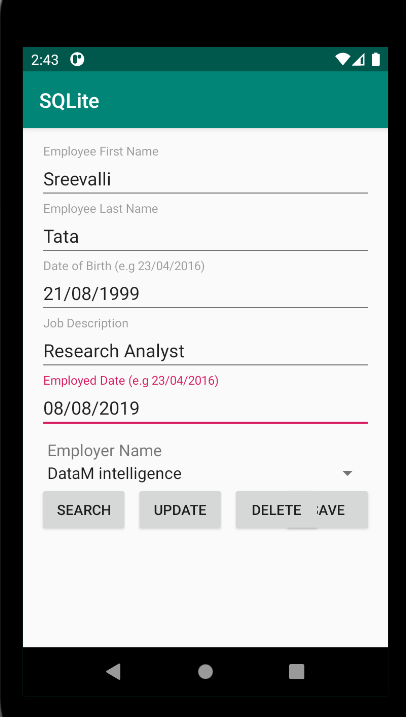 2:43
SQLite
Employee First Name
Sreevalli
Employee Last Name
Tata
Date of Birth (e.g 23/04/2016)
21/08/1999
Job Description
Research Analyst
Employed Date (e.g 23/04/2016)
08/08/2019
Employer Name
DataM intelligence
SEARCH UPDATE DELETE SAVE